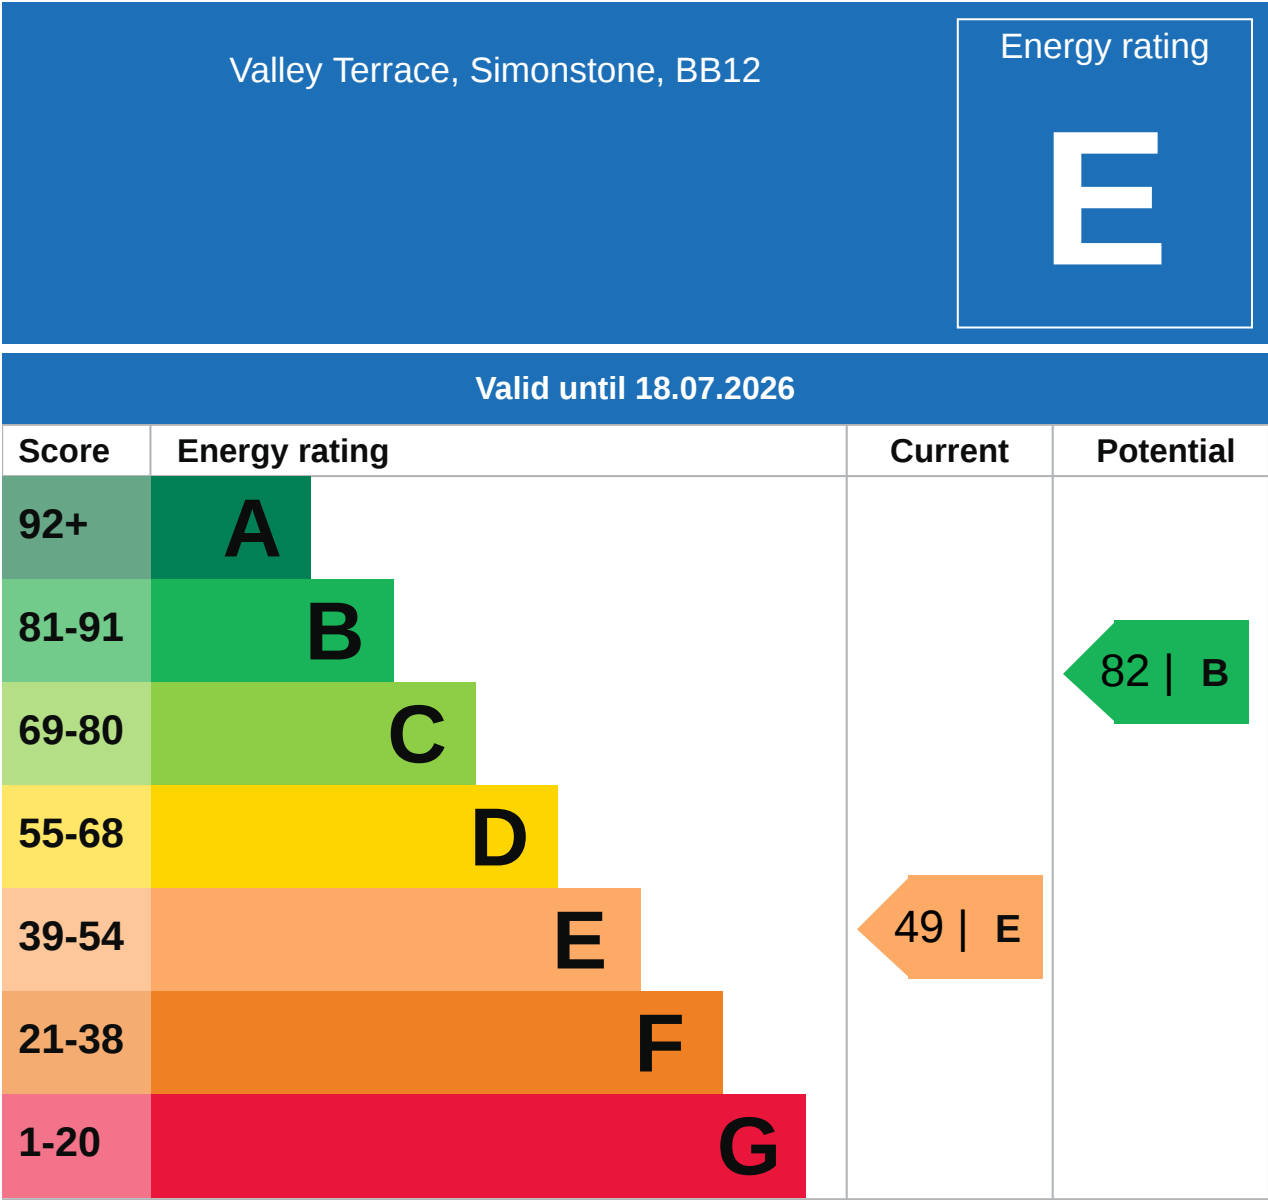 Valley Terrace, Simonstone, BB12
Energy rating
E
Valid until 18.07.2026
Score Energy rating Current Potential
92+ A
81-91 B
82 | B
69-80 C
55-68 D
39-54 E
49 | E
21-38 F
1-20 G